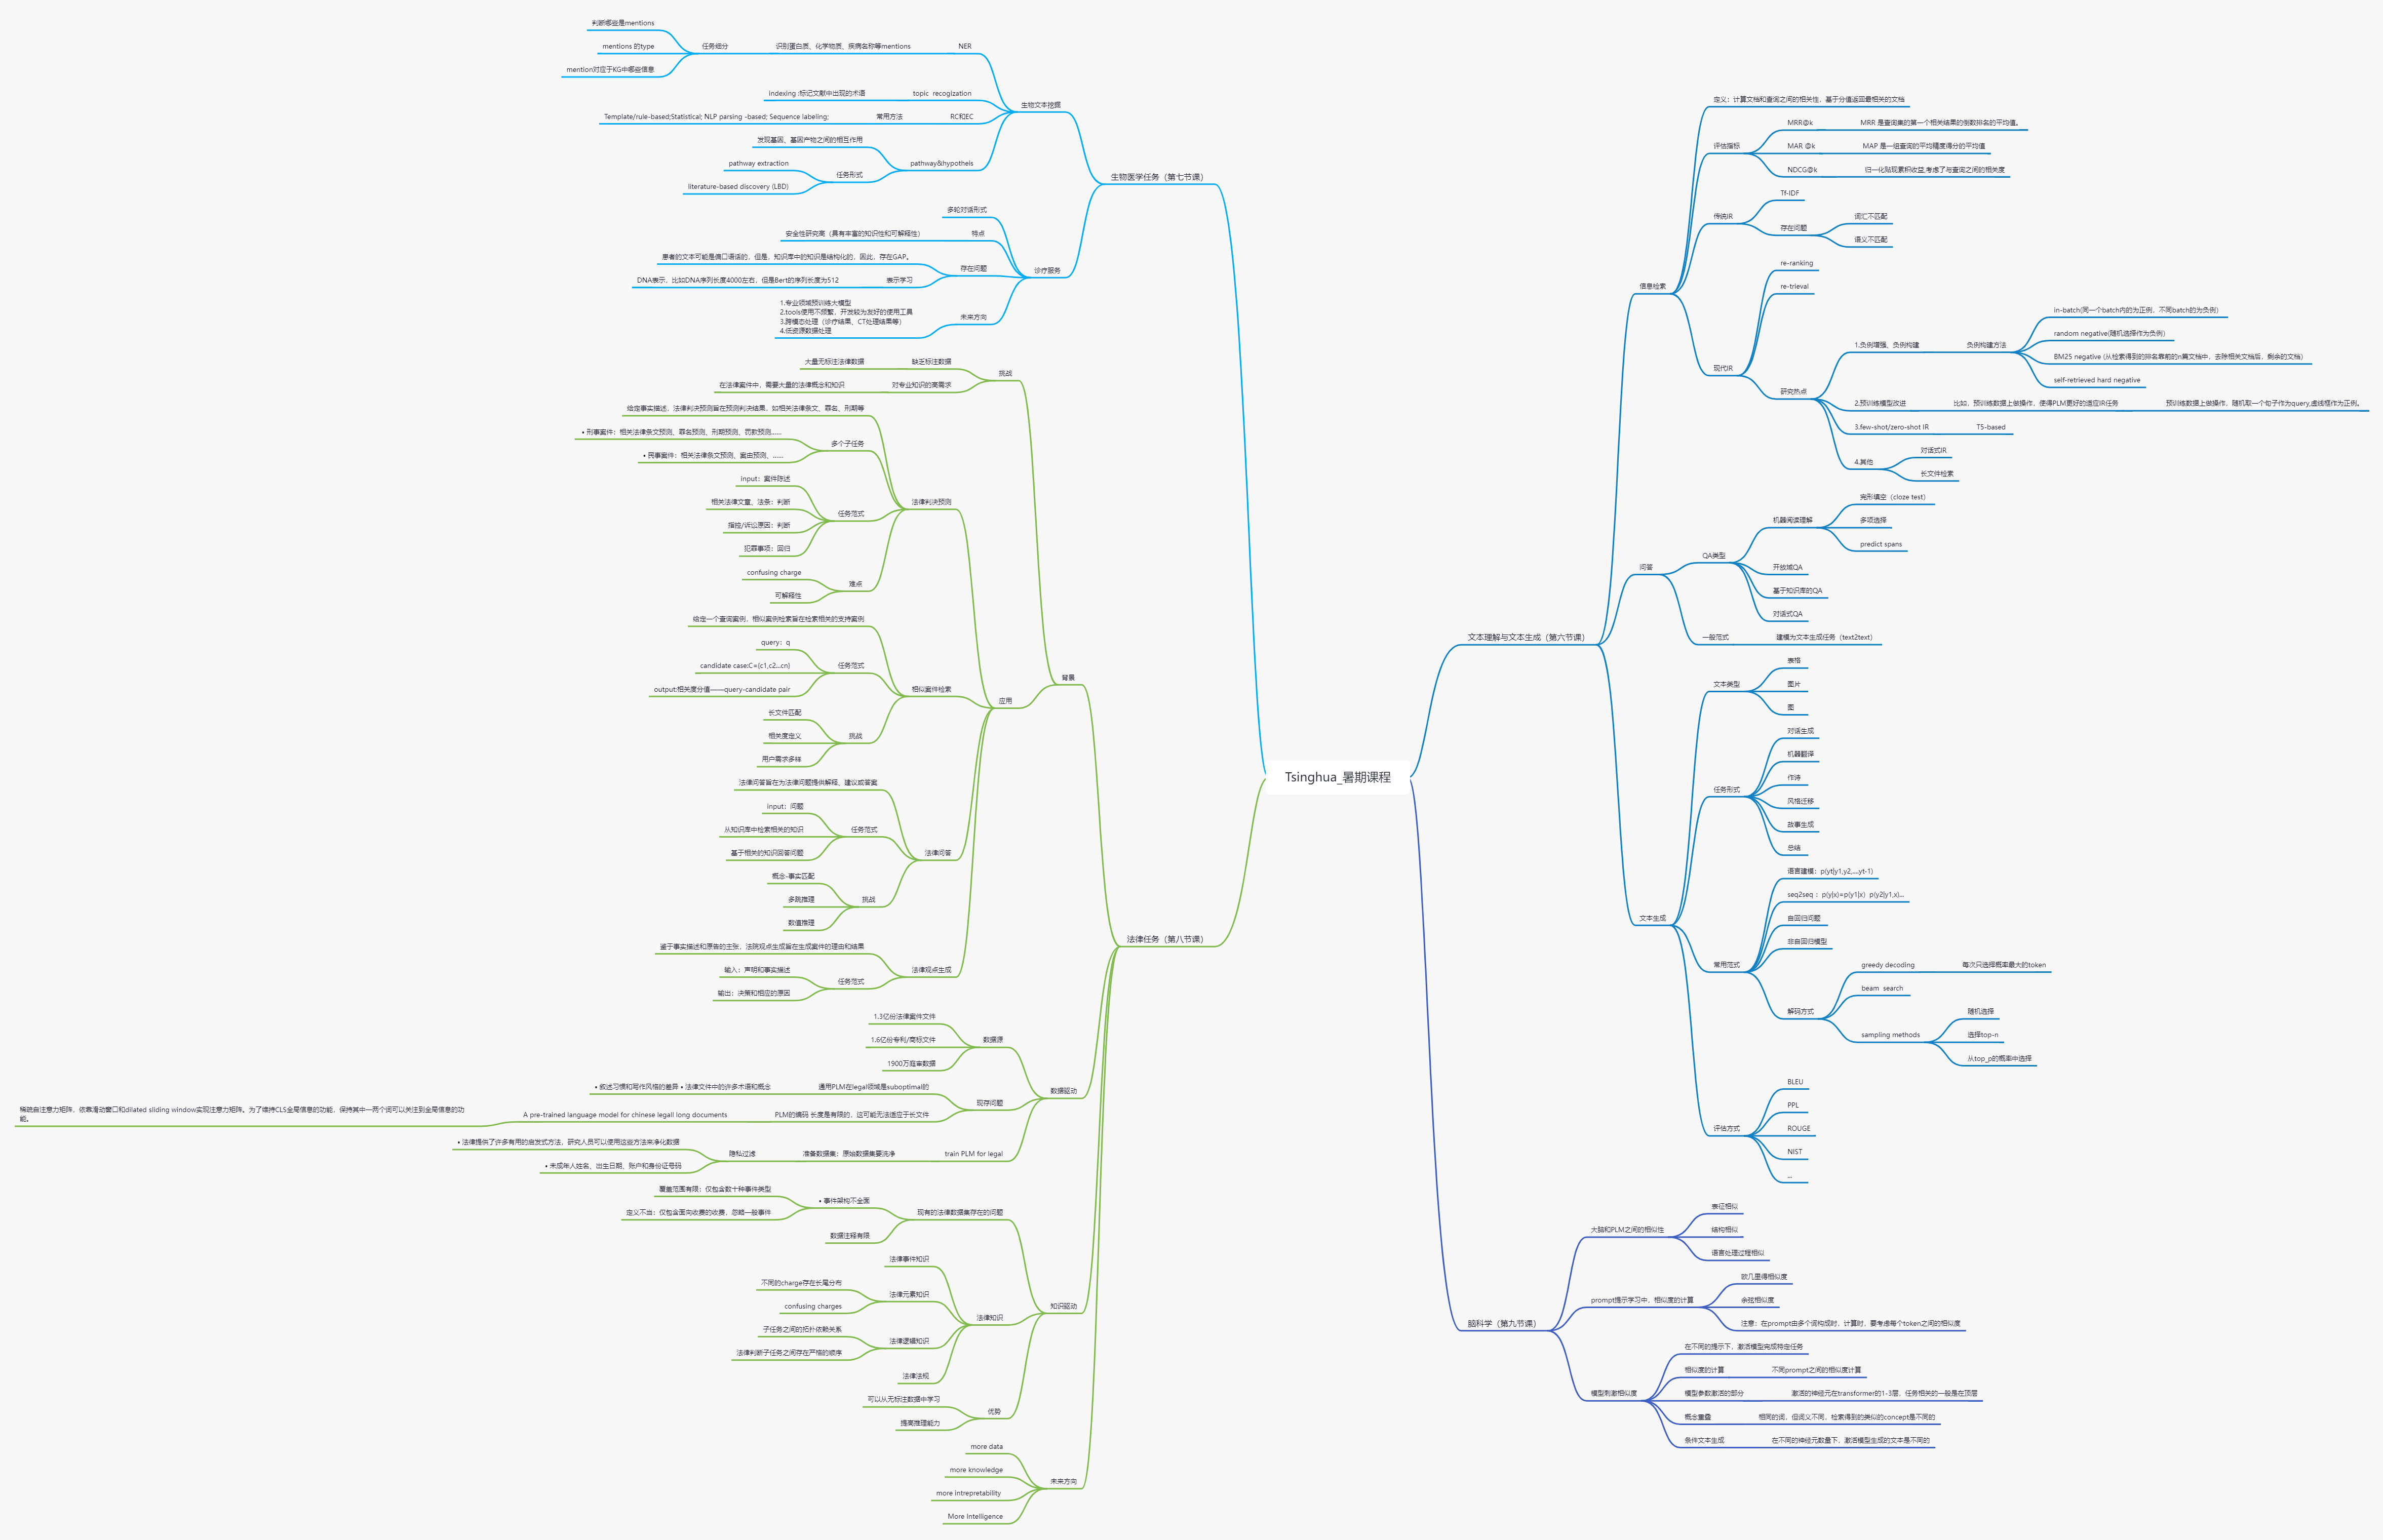 Tsinghua_暑期课程
文本理解与文本生成（第六节课）
信息检索
定义：计算文档和查询之间的相关性，基于分值返回最相关的文档
评估指标
MRR@k
MRR 是查询集的第一个相关结果的倒数排名的平均值。
MAR @k
MAP 是一组查询的平均精度得分的平均值
NDCG@k
归一化贴现累积收益,考虑了与查询之间的相关度
传统IR
Tf-IDF
存在问题
词汇不匹配
语义不匹配
现代IR
re-ranking
re-trieval
研究热点
1.负例增强、负例构建
负例构建方法
in-batch(同一个batch内的为正例，不同batch的为负例)
random negative(随机选择作为负例)
BM25 negative (从检索得到的排名靠前的n篇文档中，去除相关文档后，剩余的文档)
self-retrieved hard negative
2.预训练模型改进
比如，预训练数据上做操作，使得PLM更好的适应IR任务
预训练数据上做操作，随机取一个句子作为query,虚线框作为正例。
3.few-shot/zero-shot IR
T5-based
4.其他
对话式IR
长文件检索
问答
QA类型
机器阅读理解
完形填空（cloze test）
多项选择
predict spans
开放域QA
基于知识库的QA
对话式QA
一般范式
建模为文本生成任务（text2text）
文本生成
文本类型
表格
图片
图
任务形式
对话生成
机器翻译
作诗
风格迁移
故事生成
总结
常用范式
语言建模：p(yt|y1,y2,....yt-1)
seq2seq ：p(y|x)=p(y1|x）p(y2|y1,x)...
自回归问题
非自回归模型
解码方式
greedy decoding
每次只选择概率最大的token
beam  search
sampling methods
随机选择
选择top-n
从top_p的概率中选择
评估方式
BLEU
PPL
ROUGE
NIST
...
脑科学（第九节课）
大脑和PLM之间的相似性
表征相似
结构相似
语言处理过程相似
prompt提示学习中，相似度的计算
欧几里得相似度
余弦相似度
注意：在prompt由多个词构成时，计算时，要考虑每个token之间的相似度
模型刺激相似度
在不同的提示下，激活模型完成特定任务
相似度的计算
不同prompt之间的相似度计算
模型参数激活的部分
激活的神经元在transformer的1-3层，任务相关的一般是在顶层
概念重叠
相同的词，但词义不同，检索得到的类似的concept是不同的
条件文本生成
在不同的神经元数量下，激活模型生成的文本是不同的
生物医学任务（第七节课）
生物文本挖掘
NER
识别蛋白质、化学物质、疾病名称等mentions
任务细分
判断哪些是mentions
mentions 的type
mention对应于KG中哪些信息
topic  recogization
indexing :标记文献中出现的术语
RC和EC
常用方法
Template/rule-based;Statistical; NLP parsing -based; Sequence labeling;
pathway&hypotheis
发现基因、基因产物之间的相互作用
任务形式
pathway extraction
literature-based discovery (LBD)
诊疗服务
多轮对话形式
特点
安全性研究高（具有丰富的知识性和可解释性）
存在问题
患者的文本可能是偏口语话的，但是，知识库中的知识是结构化的，因此，存在GAP。
表示学习
DNA表示，比如DNA序列长度4000左右，但是Bert的序列长度为512
未来方向
1.专业领域预训练大模型
2.tools使用不频繁，开发较为友好的使用工具
3.跨模态处理（诊疗结果、CT处理结果等）
4.低资源数据处理
法律任务（第八节课）
背景
挑战
缺乏标注数据
大量无标注法律数据
对专业知识的高需求
在法律案件中，需要大量的法律概念和知识
应用
法律判决预测
给定事实描述，法律判决预测旨在预测判决结果，如相关法律条文、罪名、刑期等
多个子任务
• 刑事案件：相关法律条文预测、罪名预测、刑期预测、罚款预测……
• 民事案件：相关法律条文预测、案由预测、……
任务范式
input：案件陈述
相关法律文章、法条：判断
指控/诉讼原因：判断
犯罪事项：回归
难点
confusing charge
可解释性
相似案件检索
给定一个查询案例，相似案例检索旨在检索相关的支持案例
任务范式
query：q
candidate case:C={c1,c2...cn}
output:相关度分值——query-candidate pair
挑战
长文件匹配
相关度定义
用户需求多样
法律问答
法律问答旨在为法律问题提供解释、建议或答案
任务范式
input：问题
从知识库中检索相关的知识
基于相关的知识回答问题
挑战
概念-事实匹配
多跳推理
数值推理
法律观点生成
鉴于事实描述和原告的主张，法院观点生成旨在生成案件的理由和结果
任务范式
输入：声明和事实描述
输出：决策和相应的原因
数据驱动
数据源
1.3亿份法律案件文件
1.6亿份专利/商标文件
1900万庭审数据
现存问题
通用PLM在legal领域是suboptimal的
• 叙述习惯和写作风格的差异 • 法律文件中的许多术语和概念
PLM的编码 长度是有限的，这可能无法适应于长文件
A pre-trained language model for chinese legall long documents
稀疏自注意力矩阵，依靠滑动窗口和dilated sliding window实现注意力矩阵。为了维持CLS全局信息的功能，保持其中一两个词可以关注到全局信息的功
能。
train PLM for legal
准备数据集：原始数据集要洗净
隐私过滤
• 法律提供了许多有用的启发式方法，研究人员可以使用这些方法来净化数据
• 未成年人姓名、出生日期、账户和身份证号码
知识驱动
现有的法律数据集存在的问题
• 事件架构不全面
覆盖范围有限：仅包含数十种事件类型
定义不当：仅包含面向收费的收费，忽略一般事件
数据注释有限
法律知识
法律事件知识
法律元素知识
不同的charge存在长尾分布
confusing charges
法律逻辑知识
子任务之间的拓扑依赖关系
法律判断子任务之间存在严格的顺序
法律法规
优势
可以从无标注数据中学习
提高推理能力
未来方向
more data
more knowledge
more intrepretability
More Intelligence